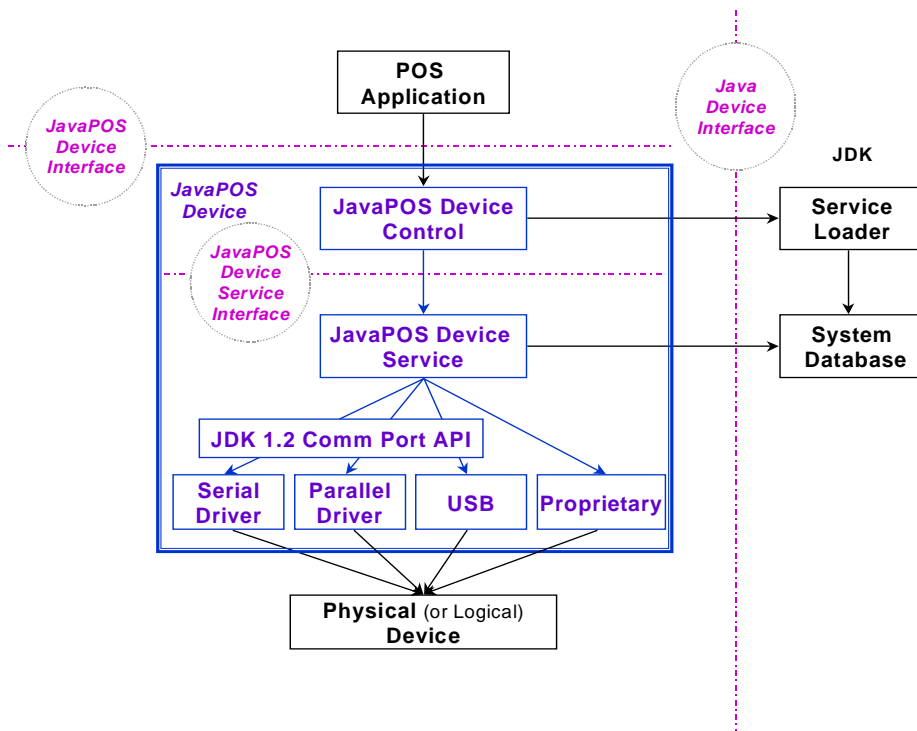 POS
Application
Java
Device
Interface
JavaPOS
Device
Interface
JDK
JavaPOS
Device
JavaPOS Device
Control
Service
Loader
JavaPOS
Device
Service
Interface
JavaPOS Device
Service
System
Database
JDK 1.2 Comm Port API
Serial
Driver
Parallel
Driver
USB
Proprietary
Physical (or Logical)
Device